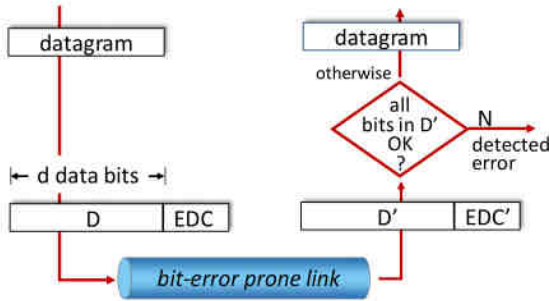 datagram
d data bits
D
EDC
bit-error prone link
datagram
otherwise
all
bits in D'
OK
?
N
detected
error
D'
EDC'